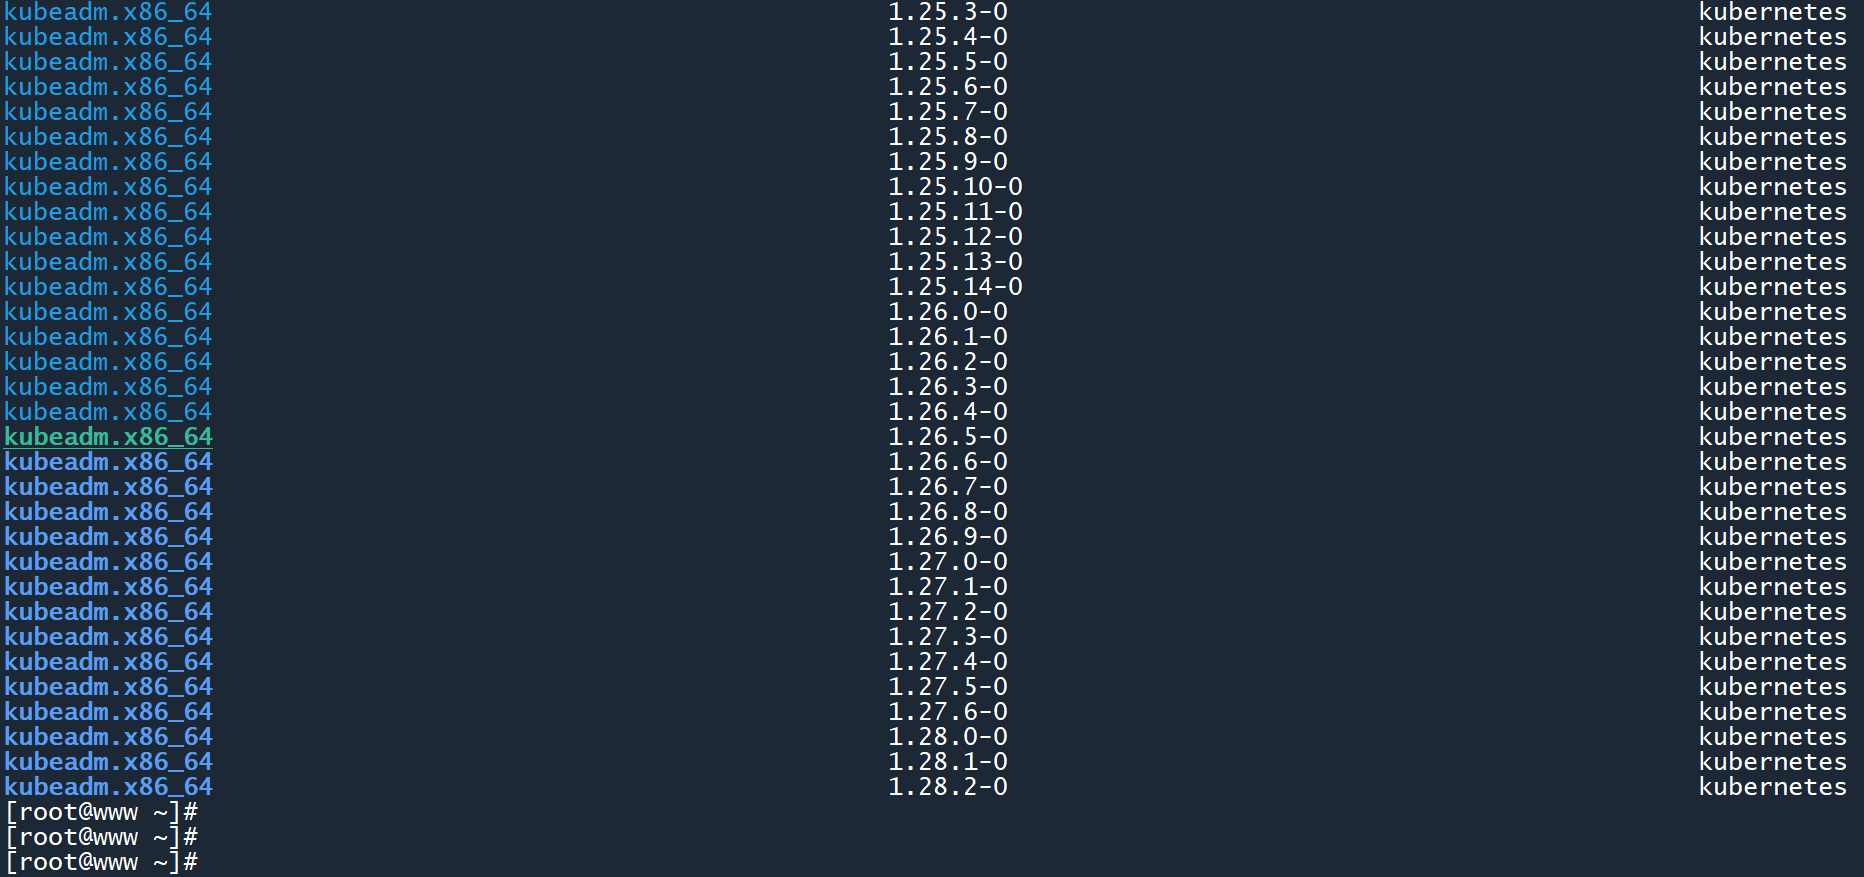 kubeadm.x86_64 1.25.3-0 kubernetes
kubeadm.x86_64 1.25.4-0 kubernetes
kubeadm.x86_64 1.25.5-0 kubernetes
kubeadm.x86_64 1.25.6-0 kubernetes
kubeadm.x86_64 1.25.7-0 kubernetes
kubeadm.x86_64 1.25.8-0 kubernetes
kubeadm.x86_64 1.25.9-0 kubernetes
kubeadm.x86_64 1.25.10-0 kubernetes
kubeadm.x86_64 1.25.11-0 kubernetes
kubeadm.x86_64 1.25.12-0 kubernetes
kubeadm.x86_64 1.25.13-0 kubernetes
kubeadm.x86_64 1.25.14-0 kubernetes
kubeadm.x86_64 1.26.0-0 kubernetes
kubeadm.x86_64 1.26.1-0 kubernetes
kubeadm.x86_64 1.26.2-0 kubernetes
kubeadm.x86_64 1.26.3-0 kubernetes
kubeadm.x86_64 1.26.4-0 kubernetes
kubeadm.x86_64 1.26.5-0 kubernetes
kubeadm.x86_64 1.26.6-0 kubernetes
kubeadm.x86_64 1.26.7-0 kubernetes
kubeadm.x86_64 1.26.8-0 kubernetes
kubeadm.x86_64 1.26.9-0 kubernetes
kubeadm.x86_64 1.27.0-0 kubernetes
kubeadm.x86_64 1.27.1-0 kubernetes
kubeadm.x86_64 1.27.2-0 kubernetes
kubeadm.x86_64 1.27.3-0 kubernetes
kubeadm.x86_64 1.27.4-0 kubernetes
kubeadm.x86_64 1.27.5-0 kubernetes
kubeadm.x86_64 1.27.6-0 kubernetes
kubeadm.x86_64 1.28.0-0 kubernetes
kubeadm.x86_64 1.28.1-0 kubernetes
kubeadm.x86_64 1.28.2-0 kubernetes
[root@www ~]#
[root@www ~]#
[root@www ~]#